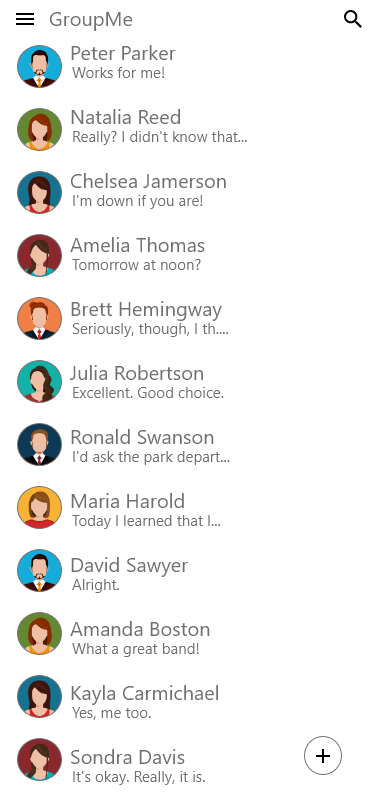 GroupMe
Peter Parker
Works for me!
Natalia Reed
Really? I didn't know that...
Chelsea Jamerson
I'm down if you are!
Amelia Thomas
Tomorrow at noon?
Brett Hemingway
Seriously, though, I th....
Julia Robertson
Excellent. Good choice.
Ronald Swanson
I'd ask the park depart...
Maria Harold
Today I learned that I...
David Sawyer
Alright.
Amanda Boston
What a great band!
Kayla Carmichael
Yes, me too.
Sondra Davis
It's okay. Really, it is.